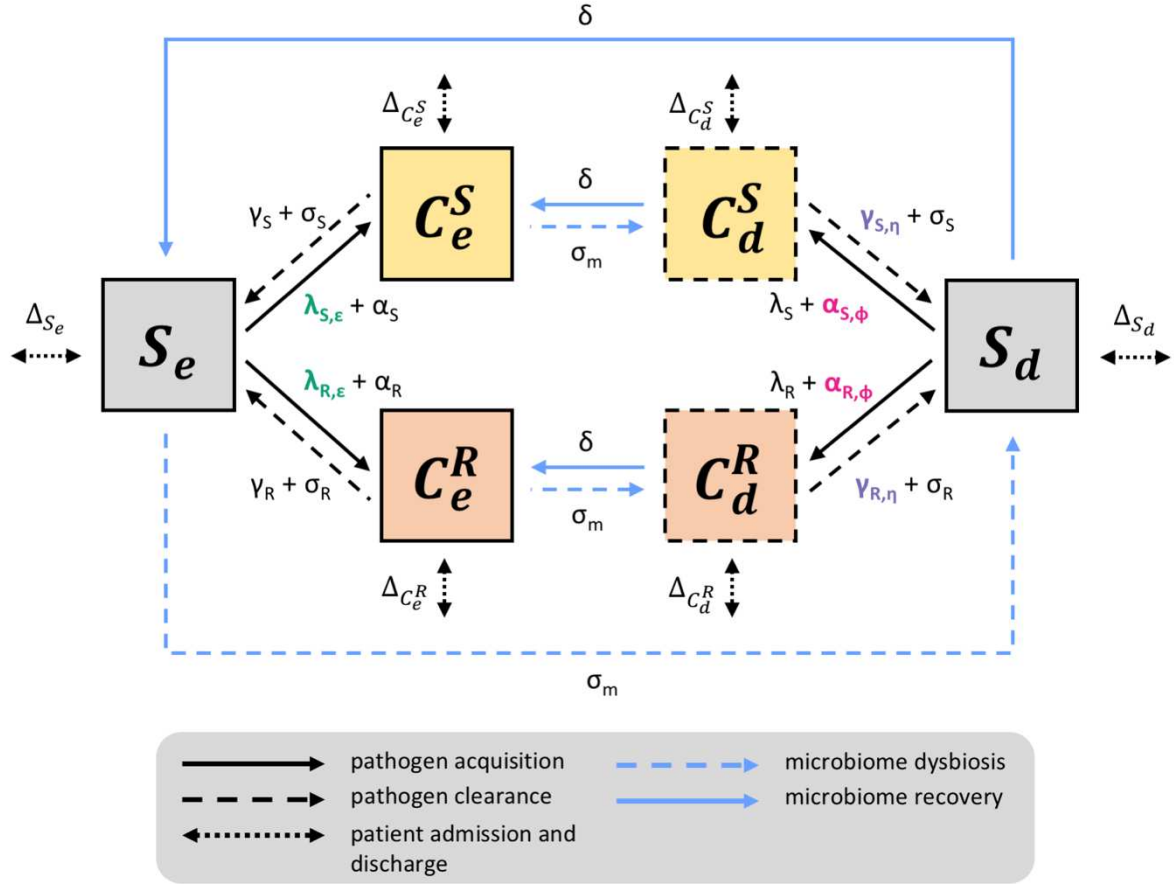 δ
Δ_{C_e^S}
Δ_{C_d^S}
C_e^S
δ
σ_m
C_d^S
γ_S + σ_S
γ_{S,η} + σ_S
λ_{S,ε} + α_S
λ_S + α_{S,ϕ}
Δ_{S_e}
S_e
S_d
Δ_{S_d}
λ_{R,ε} + α_R
λ_R + α_{R,ϕ}
C_e^R
δ
σ_m
C_d^R
γ_R + σ_R
γ_{R,η} + σ_R
Δ_{C_e^R}
Δ_{C_d^R}
σ_m
pathogen acquisition
pathogen clearance
patient admission and
discharge
microbiome dysbiosis
microbiome recovery